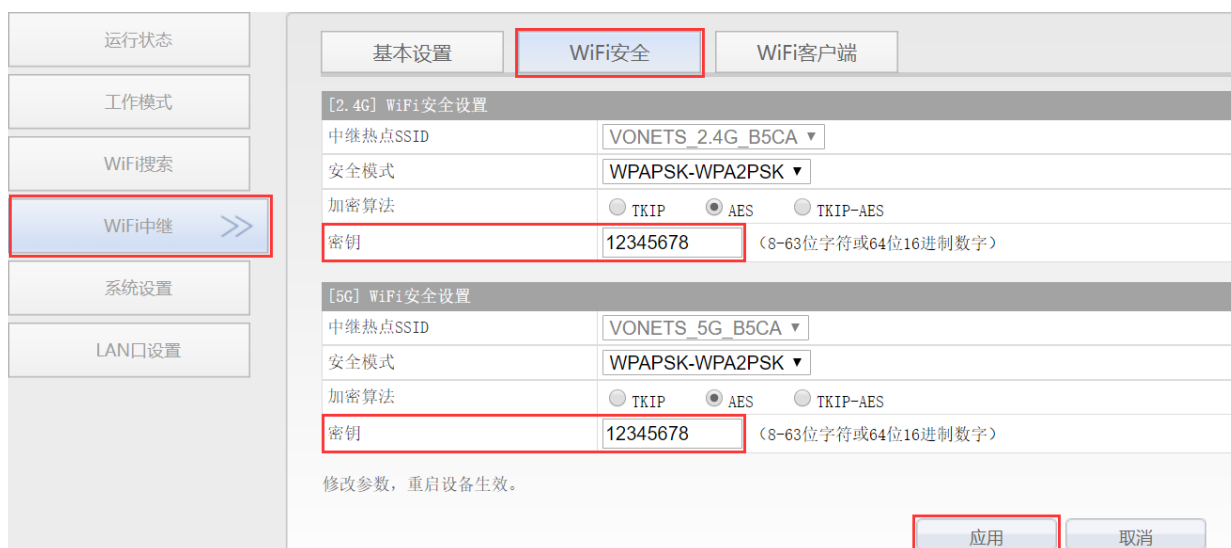 运行状态
工作模式
WiFi搜索
WiFi中继
系统设置
LAN口设置
基本设置 WiFi安全 WiFi客户端
[2.4G] WiFi安全设置
中继热点SSID VONETS_2.4G_B5CA
安全模式 WPAPSK-WPA2PSK
加密算法 TKIP AES TKIP-AES
密钥 12345678 (8-63位字符或64位16进制数字)
[5G] WiFi安全设置
中继热点SSID VONETS_5G_B5CA
安全模式 WPAPSK-WPA2PSK
加密算法 TKIP AES TKIP-AES
密钥 12345678 (8-63位字符或64位16进制数字)
修改参数，重启设备生效。
应用 取消